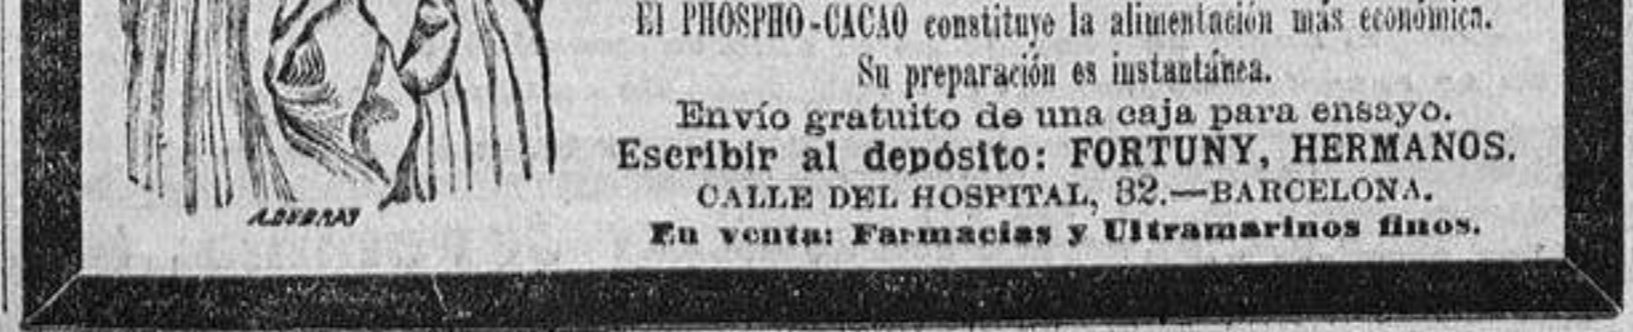 El PHOSPHO-CACAO constituye la alimentación más económica.
Su preparación es instantánea.
Envío gratuito de una caja para ensayo.
Escribir al depósito: FORTUNY, HERMANOS.
CALLE DEL HOSPITAL, 32.—BARCELONA.
En venta: Farmacias y Ultramarinos finos.